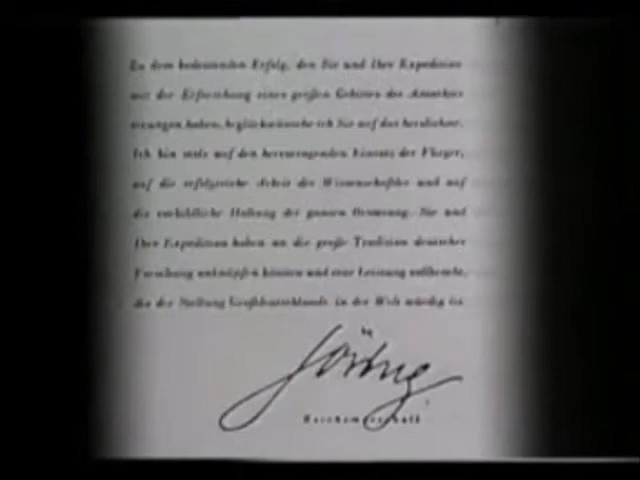 Zu dem bedeutenden Erfolg, den Sie und Ihre Expedition
mit der Erforschung eines großen Gebietes der Antarktis
errungen haben, beglückwünsche ich Sie auf das herzlichste.
Ich bin stolz auf den hervorragenden Einsatz der Flieger,
auf die erfolgreiche Arbeit der Wissenschaftler und auf
die vorbildliche Haltung der ganzen Besatzung. Sie und
Ihre Expedition haben an die große Tradition deutscher
Forschung anknüpfen können und eine Leistung vollbracht,
die der Stellung Großdeutschlands in der Welt würdig ist.
Göring
Reichsmarschall